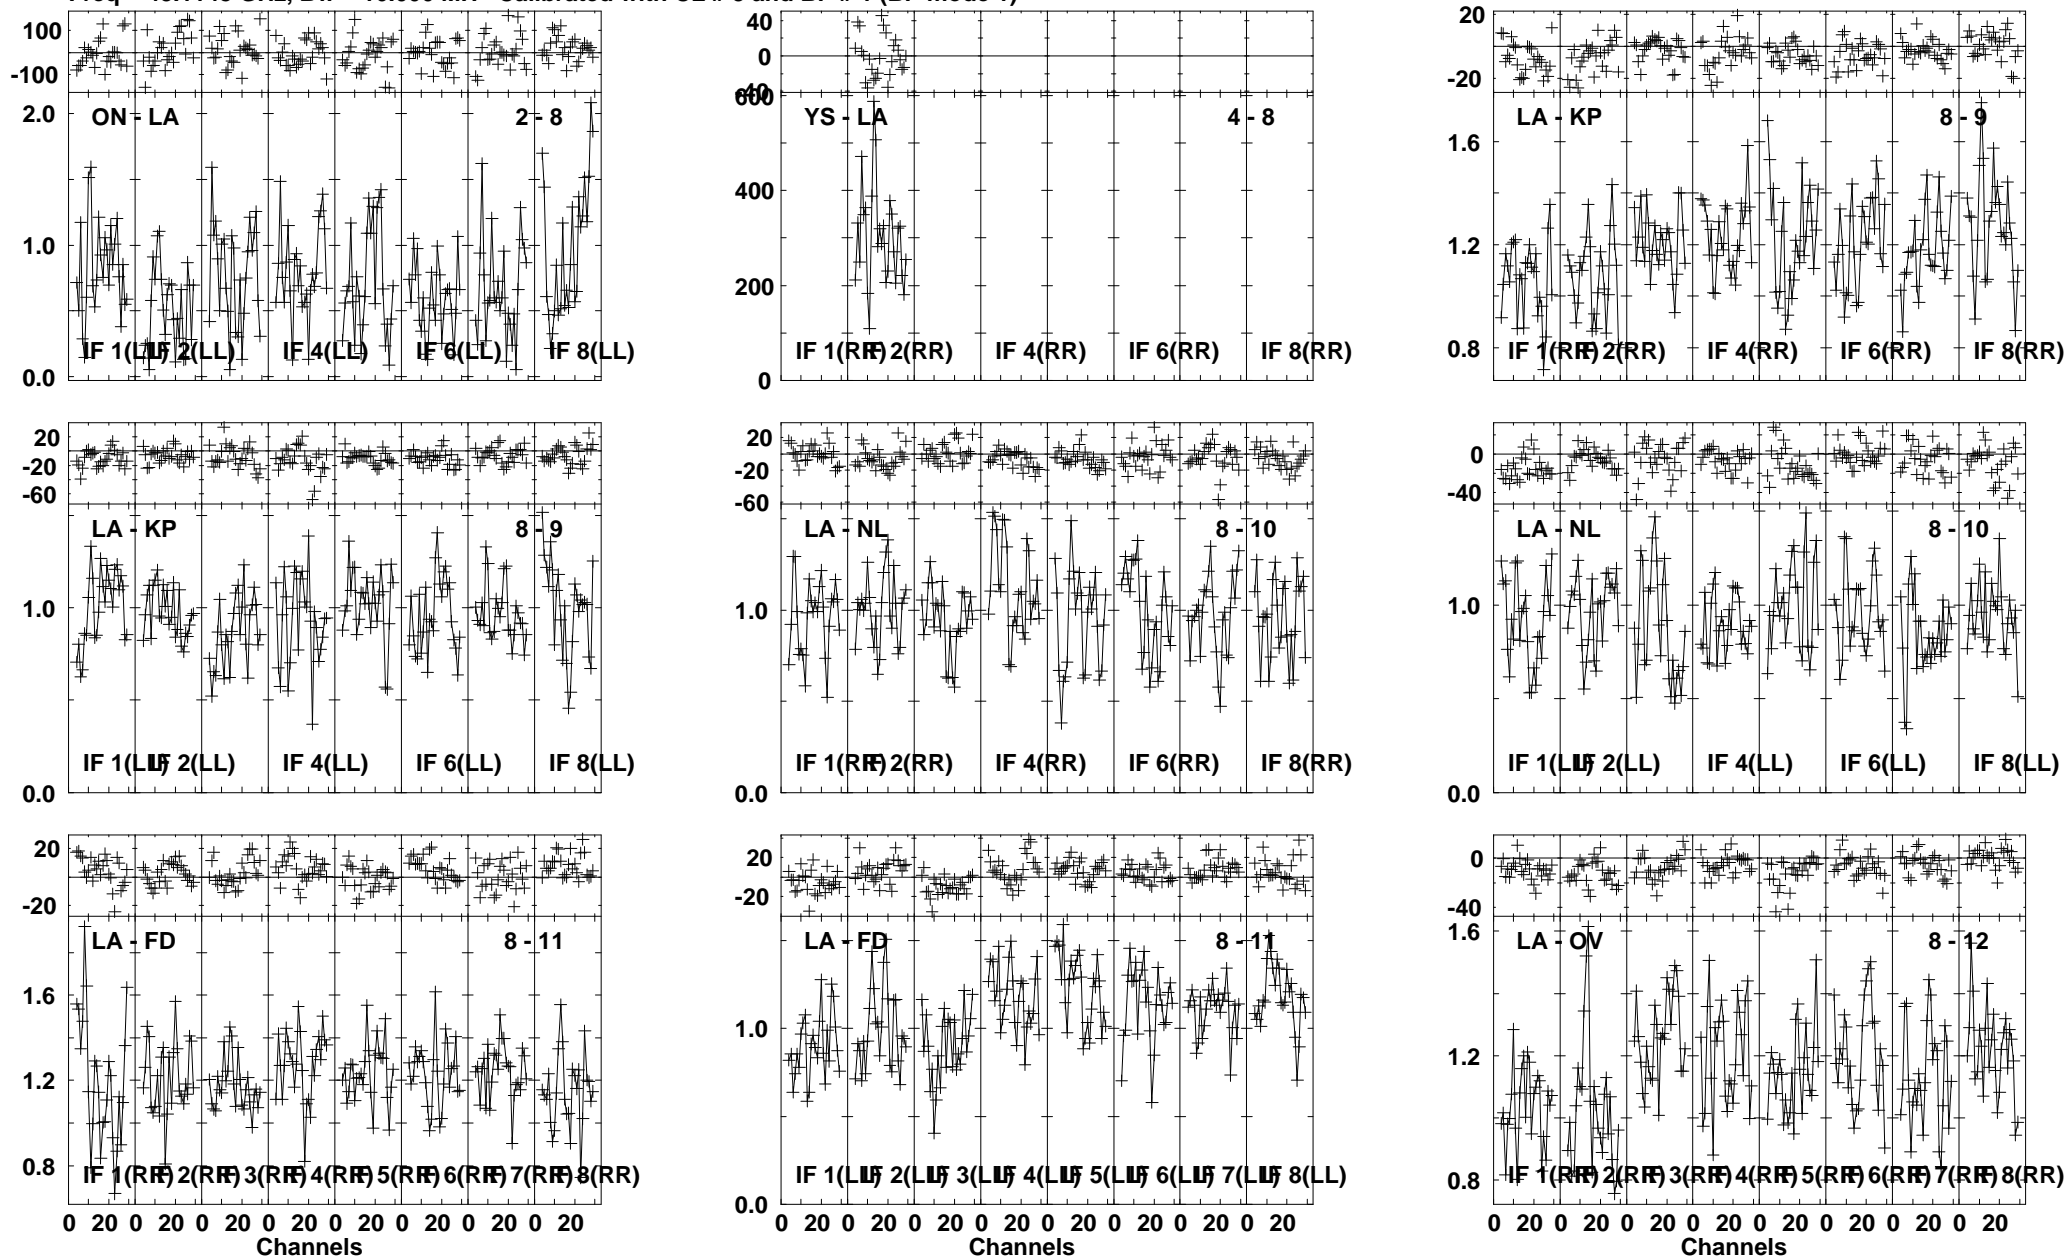 100
-100
2.0
1.0
0.0
ON - LA 2 - 8
IF 1(LL) IF 2(LL) IF 4(LL) IF 6(LL) IF 8(LL)
40
0
-40
600
400
200
0
YS - LA 4 - 8
IF 1(RR) IF 2(RR) IF 4(RR) IF 6(RR) IF 8(RR)
20
-20
1.6
1.2
0.8
LA - KP 8 - 9
IF 1(RR) IF 2(RR) IF 4(RR) IF 6(RR) IF 8(RR)
20
-20
-60
1.0
0.0
LA - KP 8 - 9
IF 1(LL) IF 2(LL) IF 4(LL) IF 6(LL) IF 8(LL)
20
-20
-60
1.0
0.0
LA - NL 8 - 10
IF 1(RR) IF 2(RR) IF 4(RR) IF 6(RR) IF 8(RR)
0
-40
1.0
0.0
LA - NL 8 - 10
IF 1(LL) IF 2(LL) IF 4(LL) IF 6(LL) IF 8(LL)
20
-20
1.6
1.2
0.8
LA - FD 8 - 11
IF 1(RR) IF 2(RR) IF 3(RR) IF 4(RR) IF 5(RR) IF 6(RR) IF 7(RR) IF 8(RR)
0 20 0 20 0 20 0 20 0 20 0 20 0 20 0 20
Channels
20
-20
1.0
0.0
LA - FD 8 - 11
IF 1(LL) IF 2(LL) IF 3(LL) IF 4(LL) IF 5(LL) IF 6(LL) IF 7(LL) IF 8(LL)
0 20 0 20 0 20 0 20 0 20 0 20 0 20 0 20
Channels
0
-40
1.6
1.2
0.8
LA - OV 8 - 12
IF 1(RR) IF 2(RR) IF 3(RR) IF 4(RR) IF 5(RR) IF 6(RR) IF 7(RR) IF 8(RR)
0 20 0 20 0 20 0 20 0 20 0 20 0 20 0 20
Channels